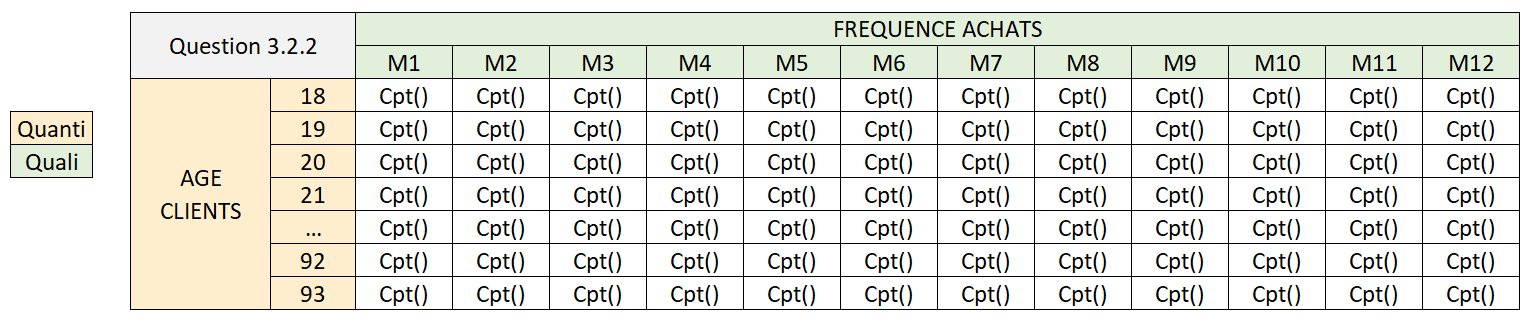 Question 3.2.2 FREQUENCE ACHATS
M1 M2 M3 M4 M5 M6 M7 M8 M9 M10 M11 M12
Quanti
Quali
AGE
CLIENTS
18 Cpt() Cpt() Cpt() Cpt() Cpt() Cpt() Cpt() Cpt() Cpt() Cpt() Cpt() Cpt()
19 Cpt() Cpt() Cpt() Cpt() Cpt() Cpt() Cpt() Cpt() Cpt() Cpt() Cpt() Cpt()
20 Cpt() Cpt() Cpt() Cpt() Cpt() Cpt() Cpt() Cpt() Cpt() Cpt() Cpt() Cpt()
21 Cpt() Cpt() Cpt() Cpt() Cpt() Cpt() Cpt() Cpt() Cpt() Cpt() Cpt() Cpt()
... Cpt() Cpt() Cpt() Cpt() Cpt() Cpt() Cpt() Cpt() Cpt() Cpt() Cpt() Cpt()
92 Cpt() Cpt() Cpt() Cpt() Cpt() Cpt() Cpt() Cpt() Cpt() Cpt() Cpt() Cpt()
93 Cpt() Cpt() Cpt() Cpt() Cpt() Cpt() Cpt() Cpt() Cpt() Cpt() Cpt() Cpt()